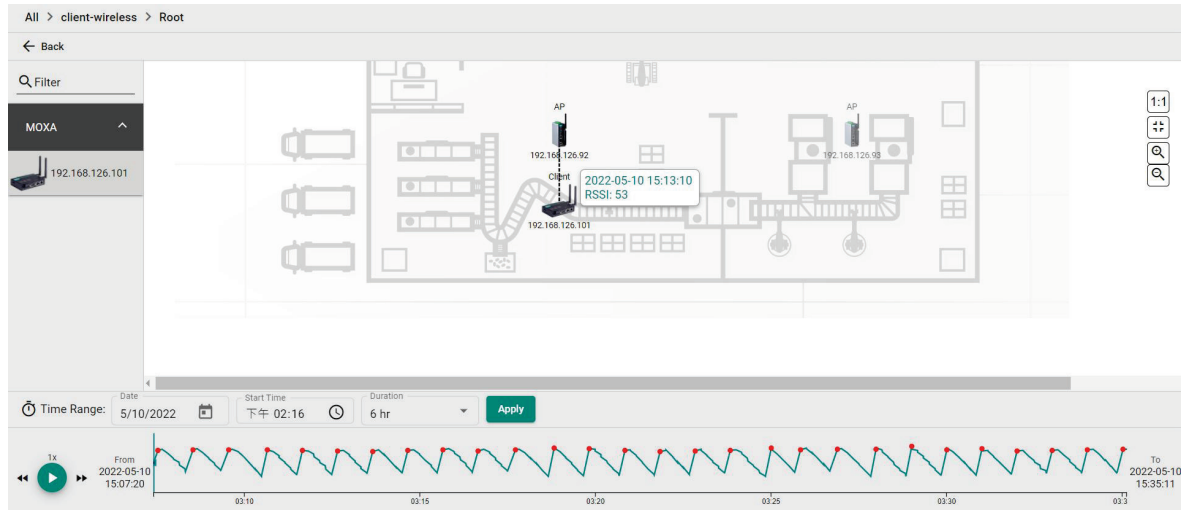 All > client-wireless > Root
← Back
Filter
MOXA
192.168.126.101
AP
192.168.126.92
Client
192.168.126.101
2022-05-10 15:13:10
RSSI: 53
AP
192.168.126.93
1:1
Time Range:
Date
5/10/2022
Start Time
下午 02:16
Duration
6 hr
Apply
1x
From
2022-05-10
15:07:20
03:10
03:15
03:20
03:25
03:30
03:3
To
2022-05-10
15:35:11